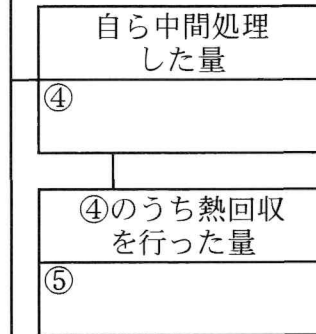 自ら中間処理
した量
④
④のうち熱回収
を行った量
⑤